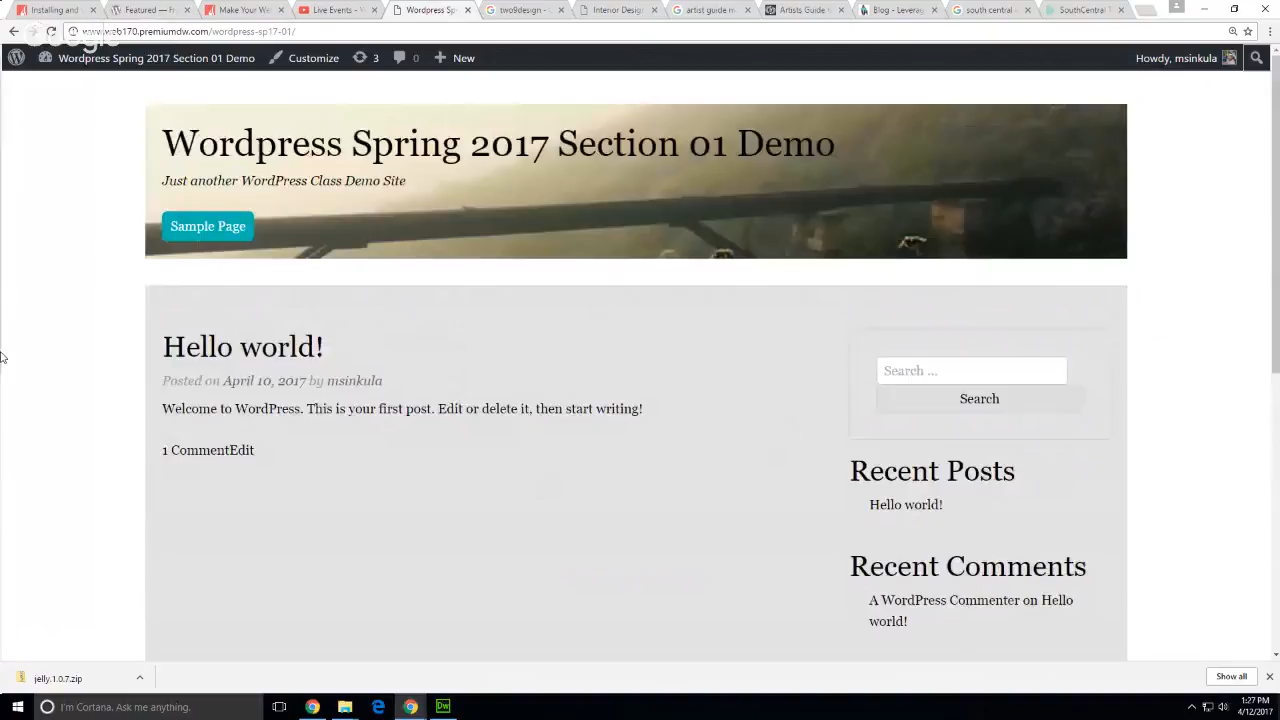 Installing and
Featured — F
Make Your We
Live Events - Y
Wordpress Sp
two9design - G
Interior Desig
artist guide m
Artists Guide
Blog - Leverag
south central
SouthCentral T
Google
premiumdw.com/wordpress-sp17-01/
Wordpress Spring 2017 Section 01 Demo
Customize
3
0
New
Howdy, msinkula
Wordpress Spring 2017 Section 01 Demo
Just another WordPress Class Demo Site
Sample Page
Hello world!
Posted on April 10, 2017 by msinkula
Welcome to WordPress. This is your first post. Edit or delete it, then start writing!
1 CommentEdit
Search ...
Search
Recent Posts
Hello world!
Recent Comments
A WordPress Commenter on Hello
world!
jelly.1.0.7.zip
Show all
I'm Cortana. Ask me anything.
Dw
1:27 PM
4/12/2017